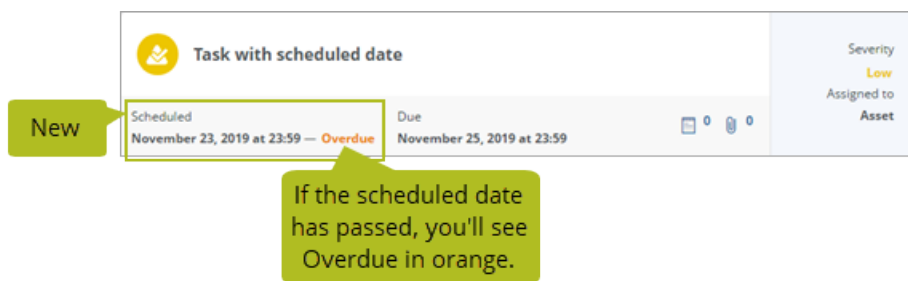 Task with scheduled date
Severity
Low
Assigned to
Asset
New
Scheduled
November 23, 2019 at 23:59 — Overdue
Due
November 25, 2019 at 23:59
0
0
If the scheduled date
has passed, you'll see
Overdue in orange.